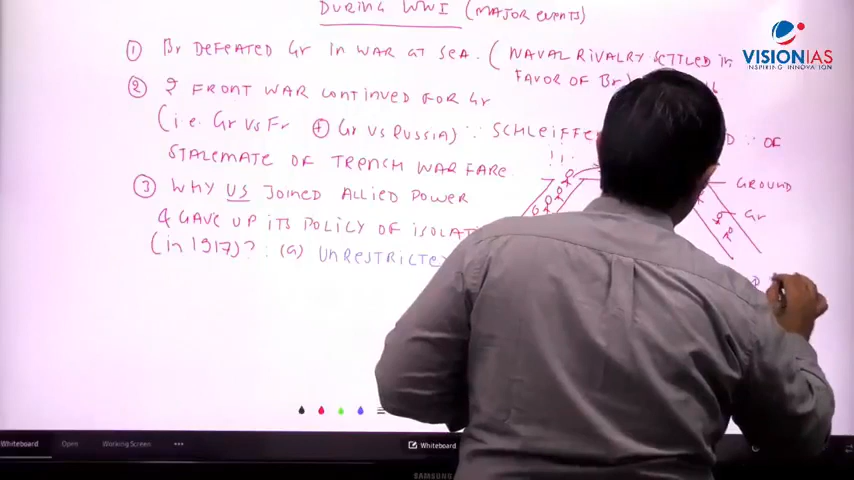 DURING WWI (MAJOR EVENTS)
① Br DEFEATED Gr in WAR AT SEA. (NAVAL RIVALRY SETTLED in
FAVOR OF Br
② 2 FRONT WAR CONTINUED FOR Gr
(i.e. Gr vs Fr ⊕ Gr vs RUSSIA) ∵ SCHLEIFFE ∵ OF
STALEMATE OF TRENCH WARFARE.
!!.
③ WHY US JOINED ALLIED POWER
GROUND
& GAVE UP ITS POLICY OF
Gr
(in 1917)? : (a) UNRESTRICTE
VISIONIAS
INSPIRING INNOVATION
Whiteboard
Open
Working Screen
Whiteboard
SAMSUNG